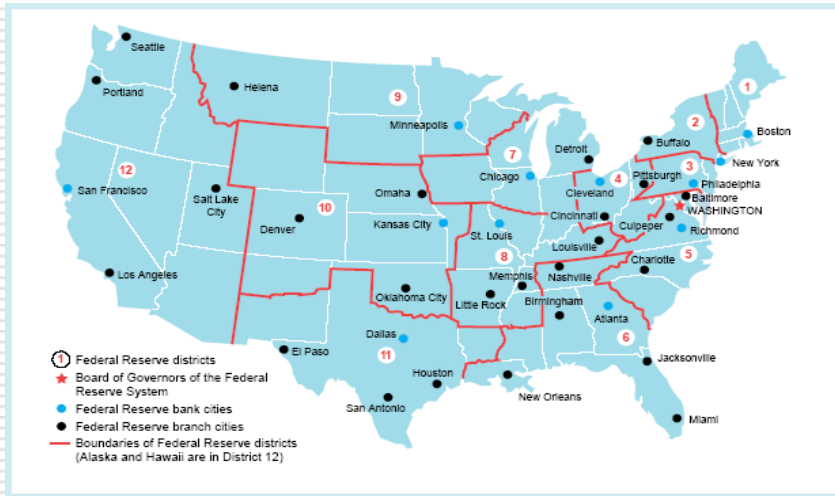 Seattle
Portland
Helena
9
1
2
Minneapolis
Boston
Buffalo
7
Detroit
New York
3
4
12
Chicago
Pittsburgh
Cleveland
Philadelphia
San Francisco
Salt Lake
City
Omaha
Baltimore
WASHINGTON
10
Cincinnati
Culpeper
Denver
Kansas City
St. Louis
Richmond
Louisville
5
8
Charlotte
Los Angeles
Memphis
Nashville
Oklahoma City
Little Rock
Birmingham
Atlanta
Dallas
6
11
El Paso
Jacksonville
Houston
New Orleans
San Antonio
Miami
1 Federal Reserve districts
Board of Governors of the Federal
Reserve System
Federal Reserve bank cities
Federal Reserve branch cities
Boundaries of Federal Reserve districts
(Alaska and Hawaii are in District 12)